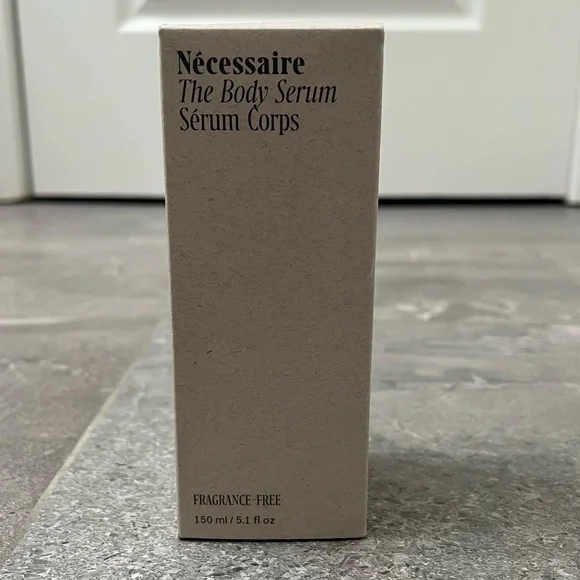 Nécessaire
The Body Serum
Sérum Corps
FRAGRANCE-FREE
150 ml / 5.1 fl oz